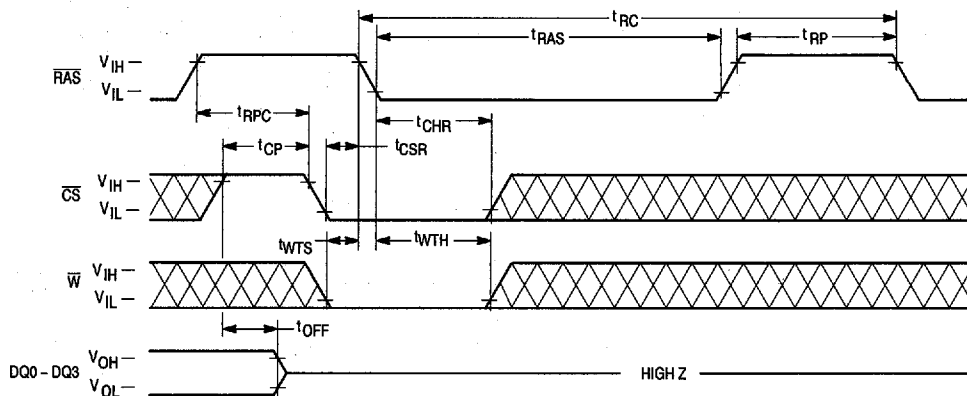 tRC
tRAS
tRP
RAS
VIH
VIL
tRPC
tCHR
tCP
tCSR
CS
VIH
VIL
tWTS
tWTH
W
VIH
VIL
tOFF
DQ0 – DQ3
VOH
VOL
HIGH Z